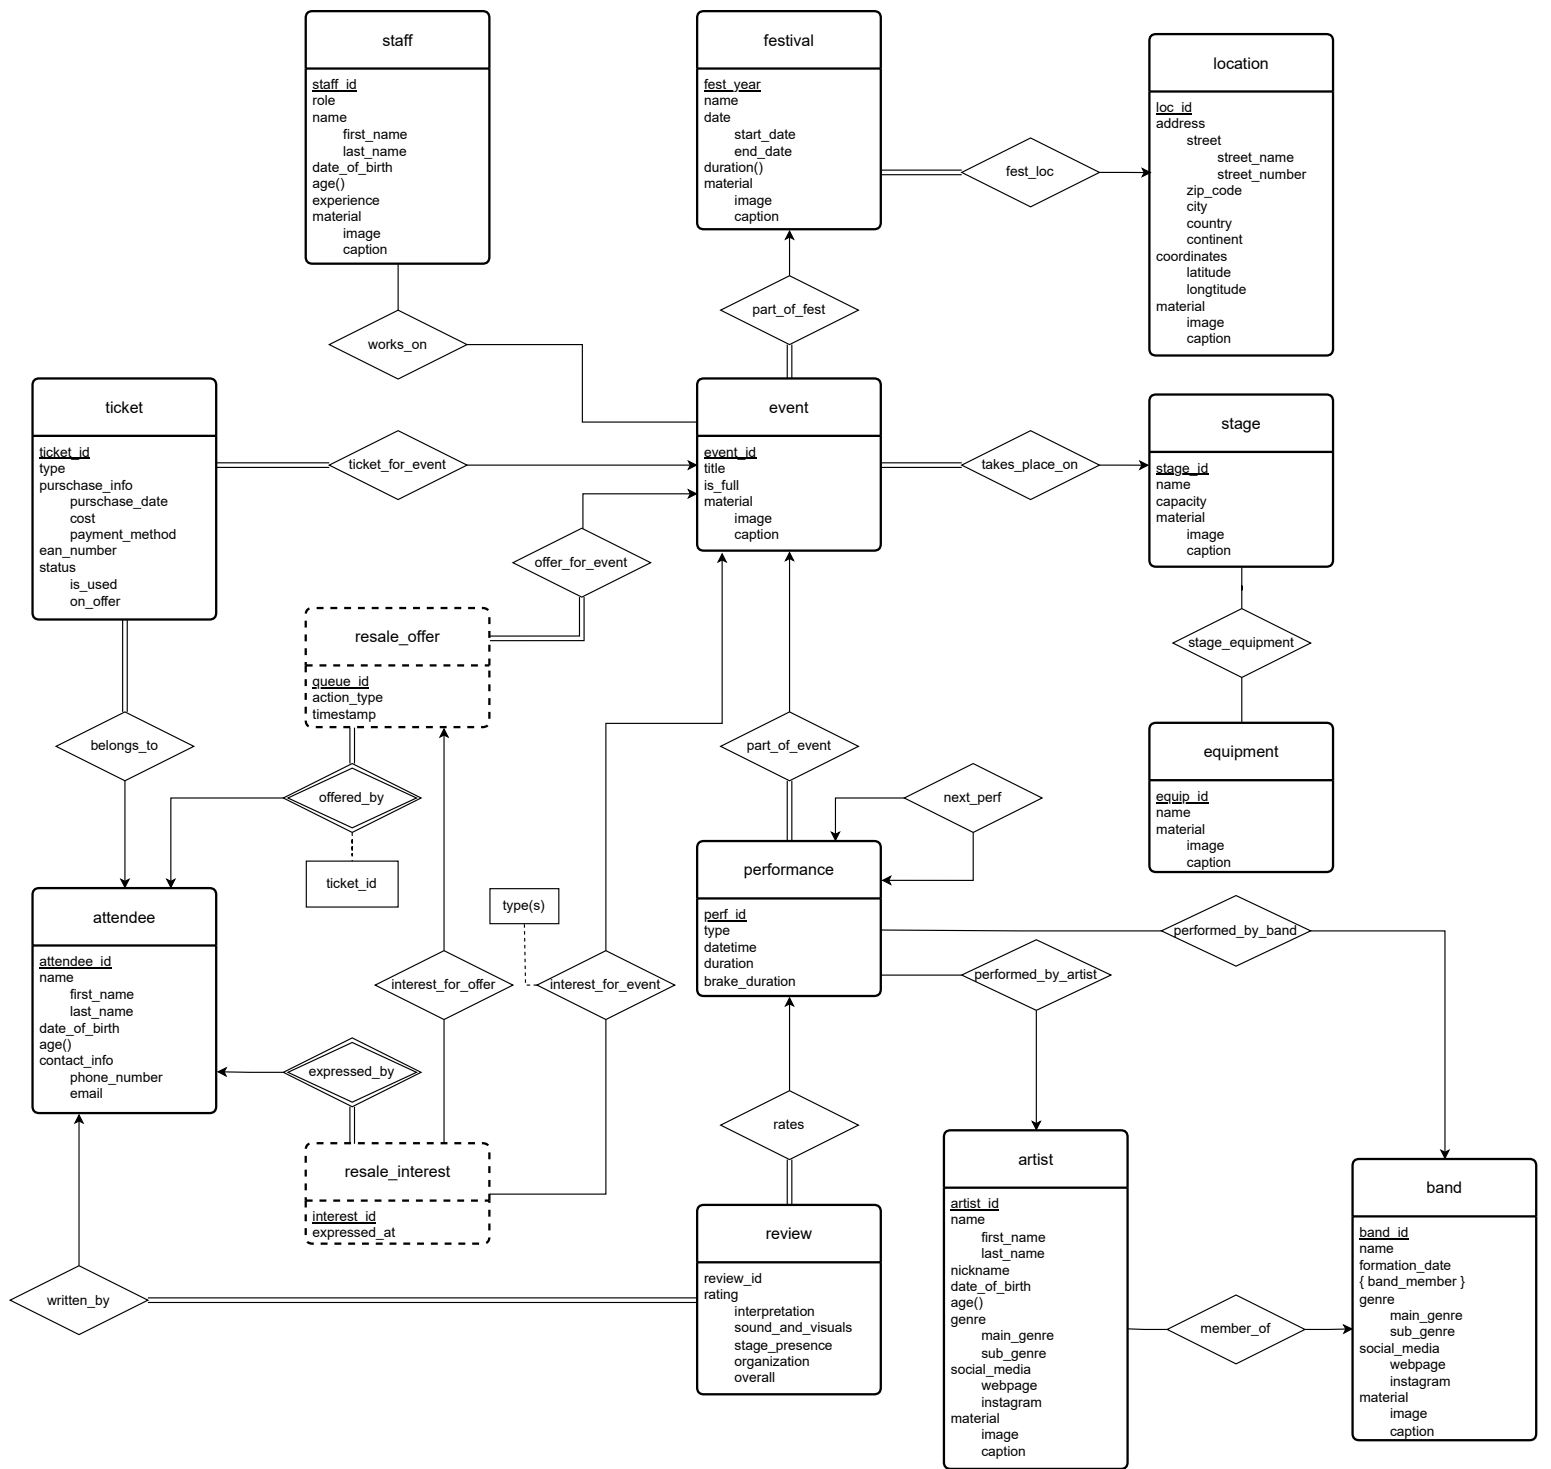 staff
staff_id
role
name
first_name
last_name
date_of_birth
age()
experience
material
image
caption
festival
fest_year
name
date
start_date
end_date
duration()
material
image
caption
fest_loc
location
loc_id
address
street
street_name
street_number
zip_code
city
country
continent
coordinates
latitude
longtitude
material
image
caption
works_on
part_of_fest
ticket
ticket_id
type
purschase_info
purschase_date
cost
payment_method
ean_number
status
is_used
on_offer
ticket_for_event
event
event_id
title
is_full
material
image
caption
takes_place_on
stage
stage_id
name
capacity
material
image
caption
offer_for_event
resale_offer
queue_id
action_type
timestamp
stage_equipment
belongs_to
offered_by
ticket_id
part_of_event
next_perf
equipment
equip_id
name
material
image
caption
attendee
attendee_id
name
first_name
last_name
date_of_birth
age()
contact_info
phone_number
email
type(s)
interest_for_offer
interest_for_event
performance
perf_id
type
datetime
duration
brake_duration
performed_by_band
performed_by_artist
expressed_by
rates
resale_interest
interest_id
expressed_at
written_by
review
review_id
rating
interpretation
sound_and_visuals
stage_presence
organization
overall
artist
artist_id
name
first_name
last_name
nickname
date_of_birth
age()
genre
main_genre
sub_genre
social_media
webpage
instagram
material
image
caption
member_of
band
band_id
name
formation_date
{ band_member }
genre
main_genre
sub_genre
social_media
webpage
instagram
material
image
caption